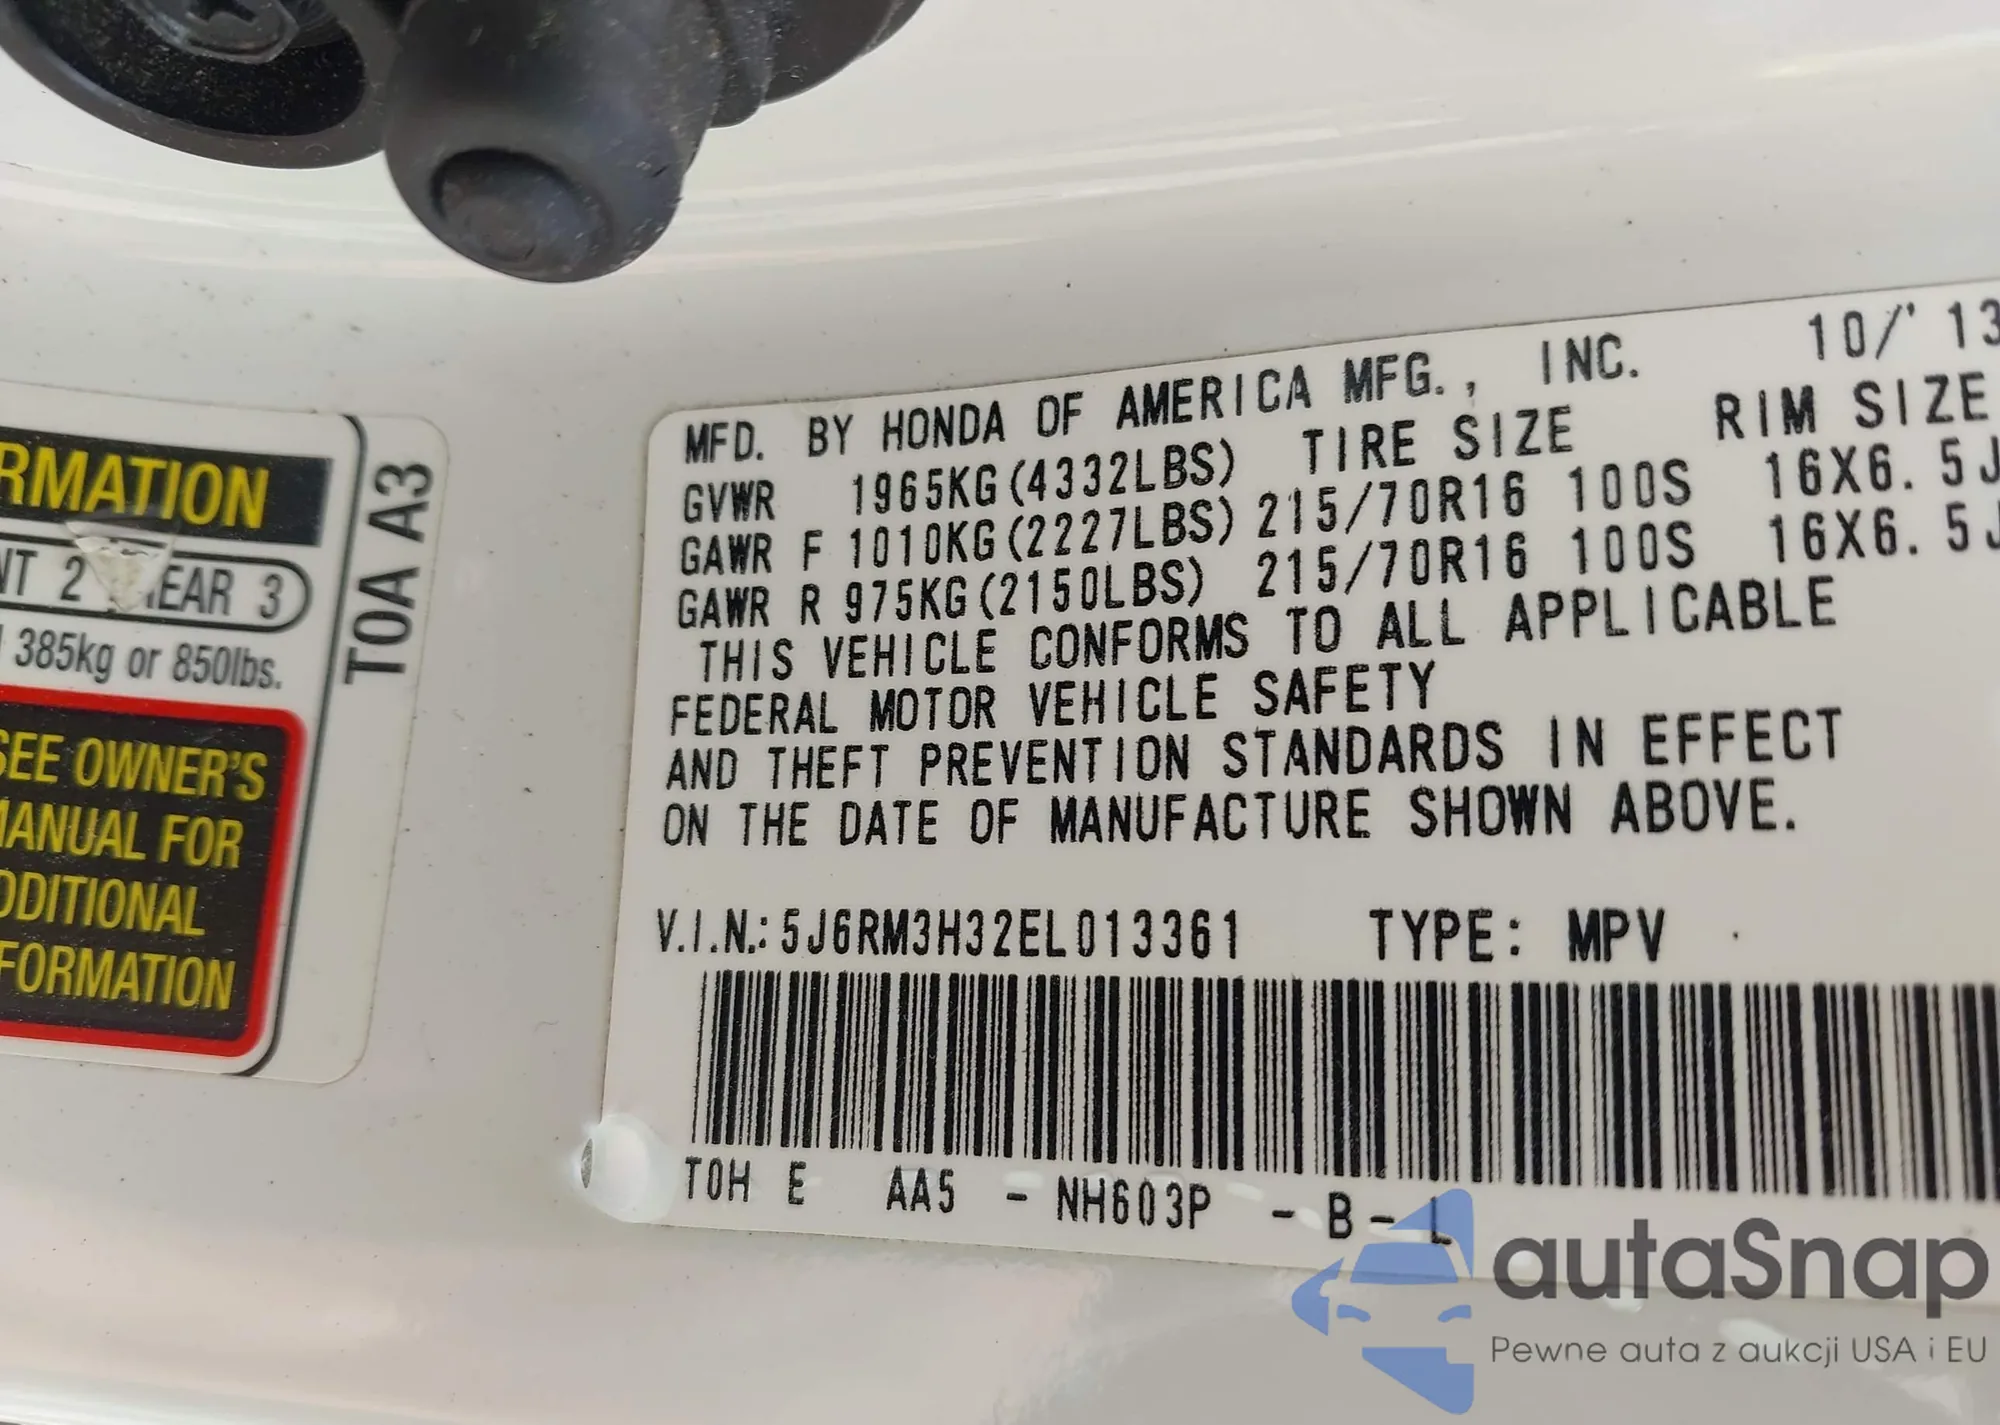 RMATION
NT 2
EAR 3
385kg or 850lbs.
SEE OWNER'S
MANUAL FOR
DDITIONAL
FORMATION
T0A A3
MFD. BY HONDA OF AMERICA MFG., INC. 10/'13
GVWR 1965KG(4332LBS) TIRE SIZE RIM SIZE
GAWR F 1010KG(2227LBS) 215/70R16 100S 16X6.5J
GAWR R 975KG(2150LBS) 215/70R16 100S 16X6.5J
THIS VEHICLE CONFORMS TO ALL APPLICABLE
FEDERAL MOTOR VEHICLE SAFETY
AND THEFT PREVENTION STANDARDS IN EFFECT
ON THE DATE OF MANUFACTURE SHOWN ABOVE.
V.I.N.: 5J6RM3H32EL013361 TYPE: MPV
T0H E AA5 - NH603P - B - L
autaSnap
Pewne auta z aukcji USA i EU